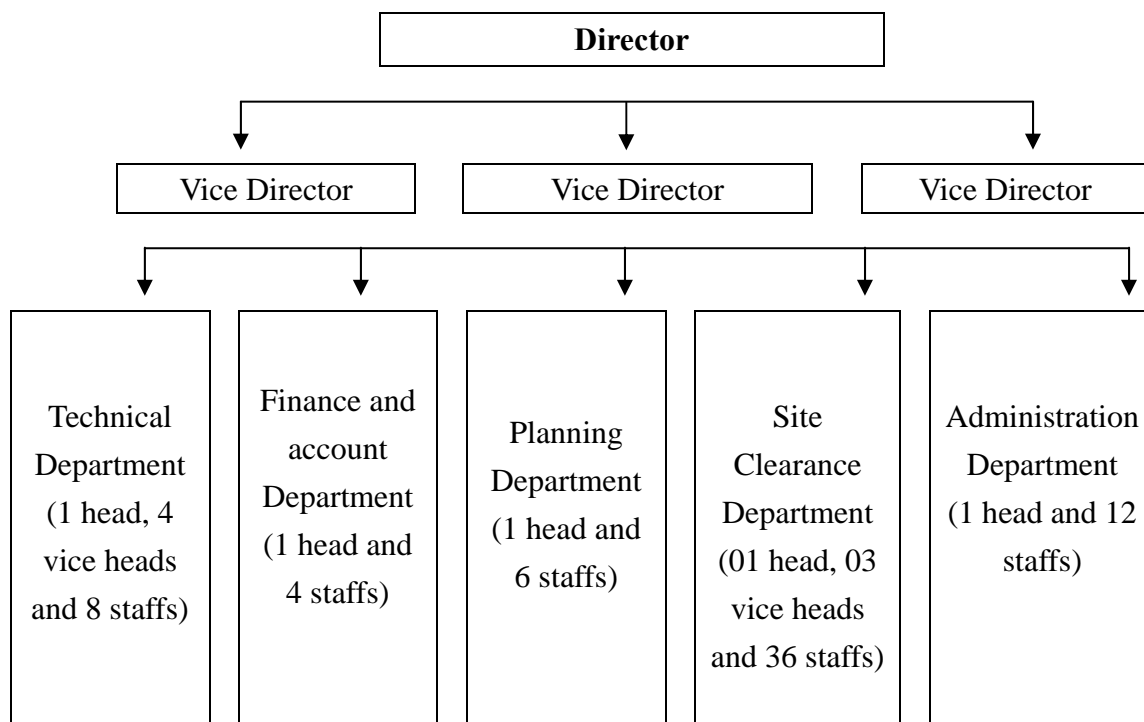 Director
Vice Director
Vice Director
Vice Director
Technical
Department
(1 head, 4
vice heads
and 8 staffs)
Finance and
account
Department
(1 head and
4 staffs)
Planning
Department
(1 head and
6 staffs)
Site
Clearance
Department
(01 head, 03
vice heads
and 36 staffs)
Administration
Department
(1 head and 12
staffs)